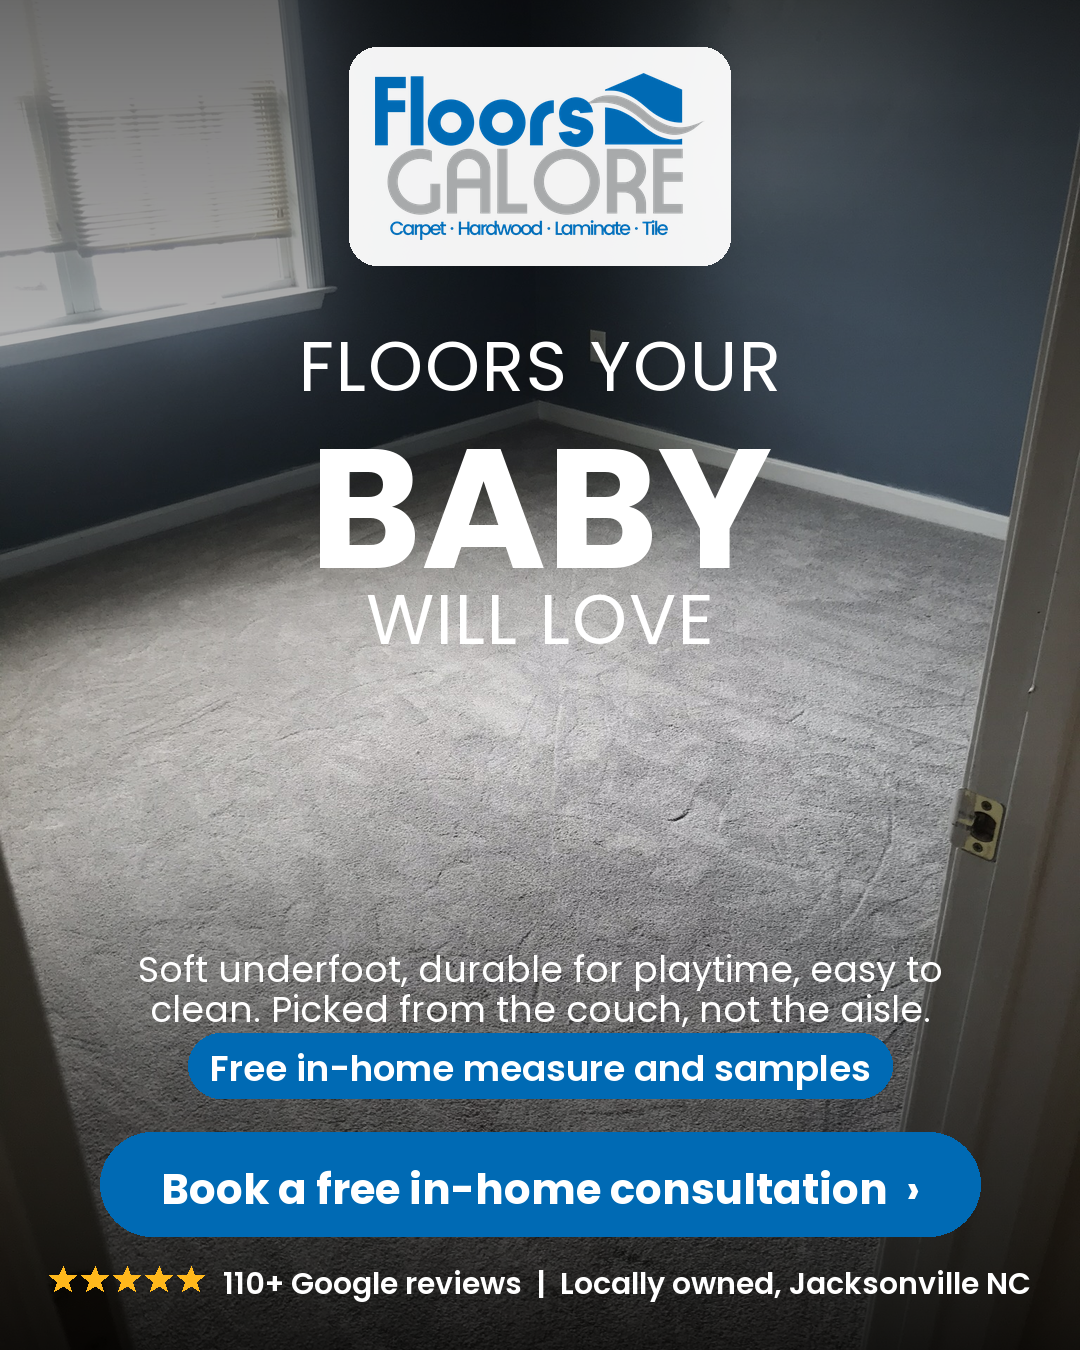 Floors
GALORE
Carpet · Hardwood · Laminate · Tile
FLOORS YOUR
BABY
WILL LOVE
Soft underfoot, durable for playtime, easy to
clean. Picked from the couch, not the aisle.
Free in-home measure and samples
Book a free in-home consultation ›
★★★★★ 110+ Google reviews | Locally owned, Jacksonville NC